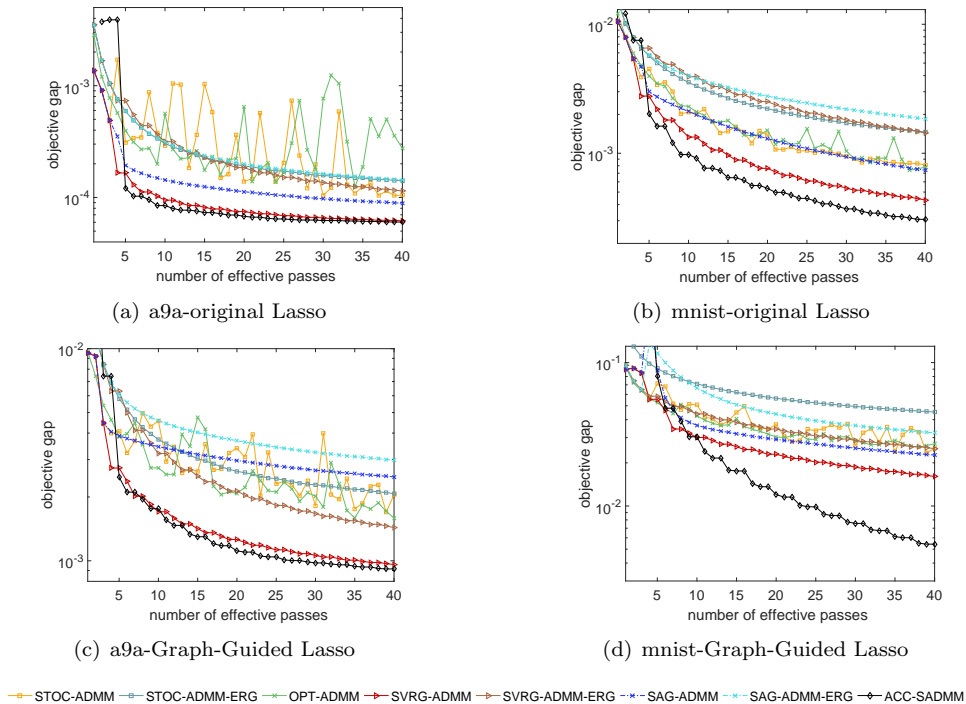 objective gap
10^-3
10^-4
5 10 15 20 25 30 35 40
number of effective passes
(a) a9a-original Lasso
objective gap
10^-2
10^-3
5 10 15 20 25 30 35 40
number of effective passes
(b) mnist-original Lasso
objective gap
10^-2
10^-3
5 10 15 20 25 30 35 40
number of effective passes
(c) a9a-Graph-Guided Lasso
objective gap
10^-1
10^-2
5 10 15 20 25 30 35 40
number of effective passes
(d) mnist-Graph-Guided Lasso
STOC-ADMM STOC-ADMM-ERG OPT-ADMM SVRG-ADMM SVRG-ADMM-ERG SAG-ADMM SAG-ADMM-ERG ACC-SADMM